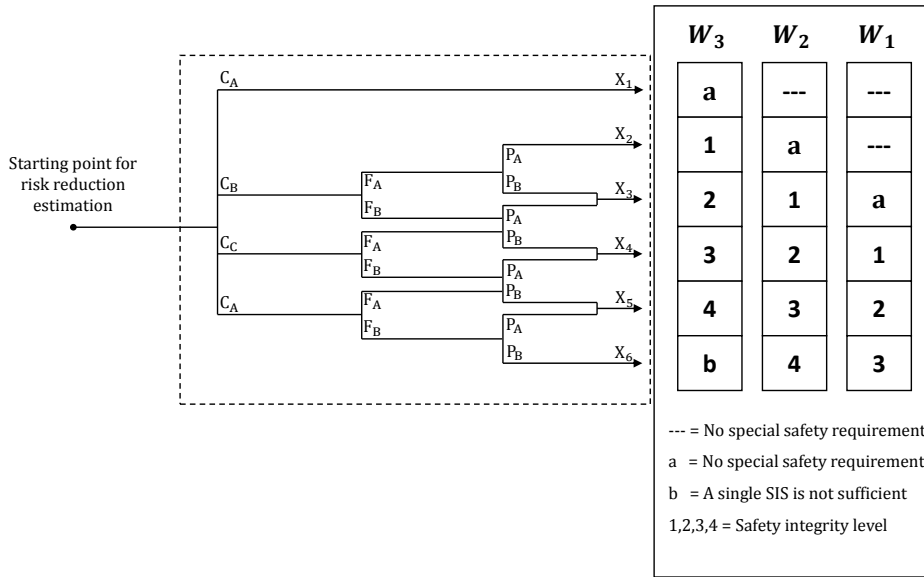 W3 W2 W1
CA X1
a --- ---
X2
1 a ---
Starting point for
risk reduction
estimation
PA
FA
CB PB X3
2 1 a
FB
PA
FA PB
CC X4
3 2 1
FB
PA
FA PB
CA X5
4 3 2
FB PA
PB X6
b 4 3
--- = No special safety requirement
a = No special safety requirement
b = A single SIS is not sufficient
1,2,3,4 = Safety integrity level